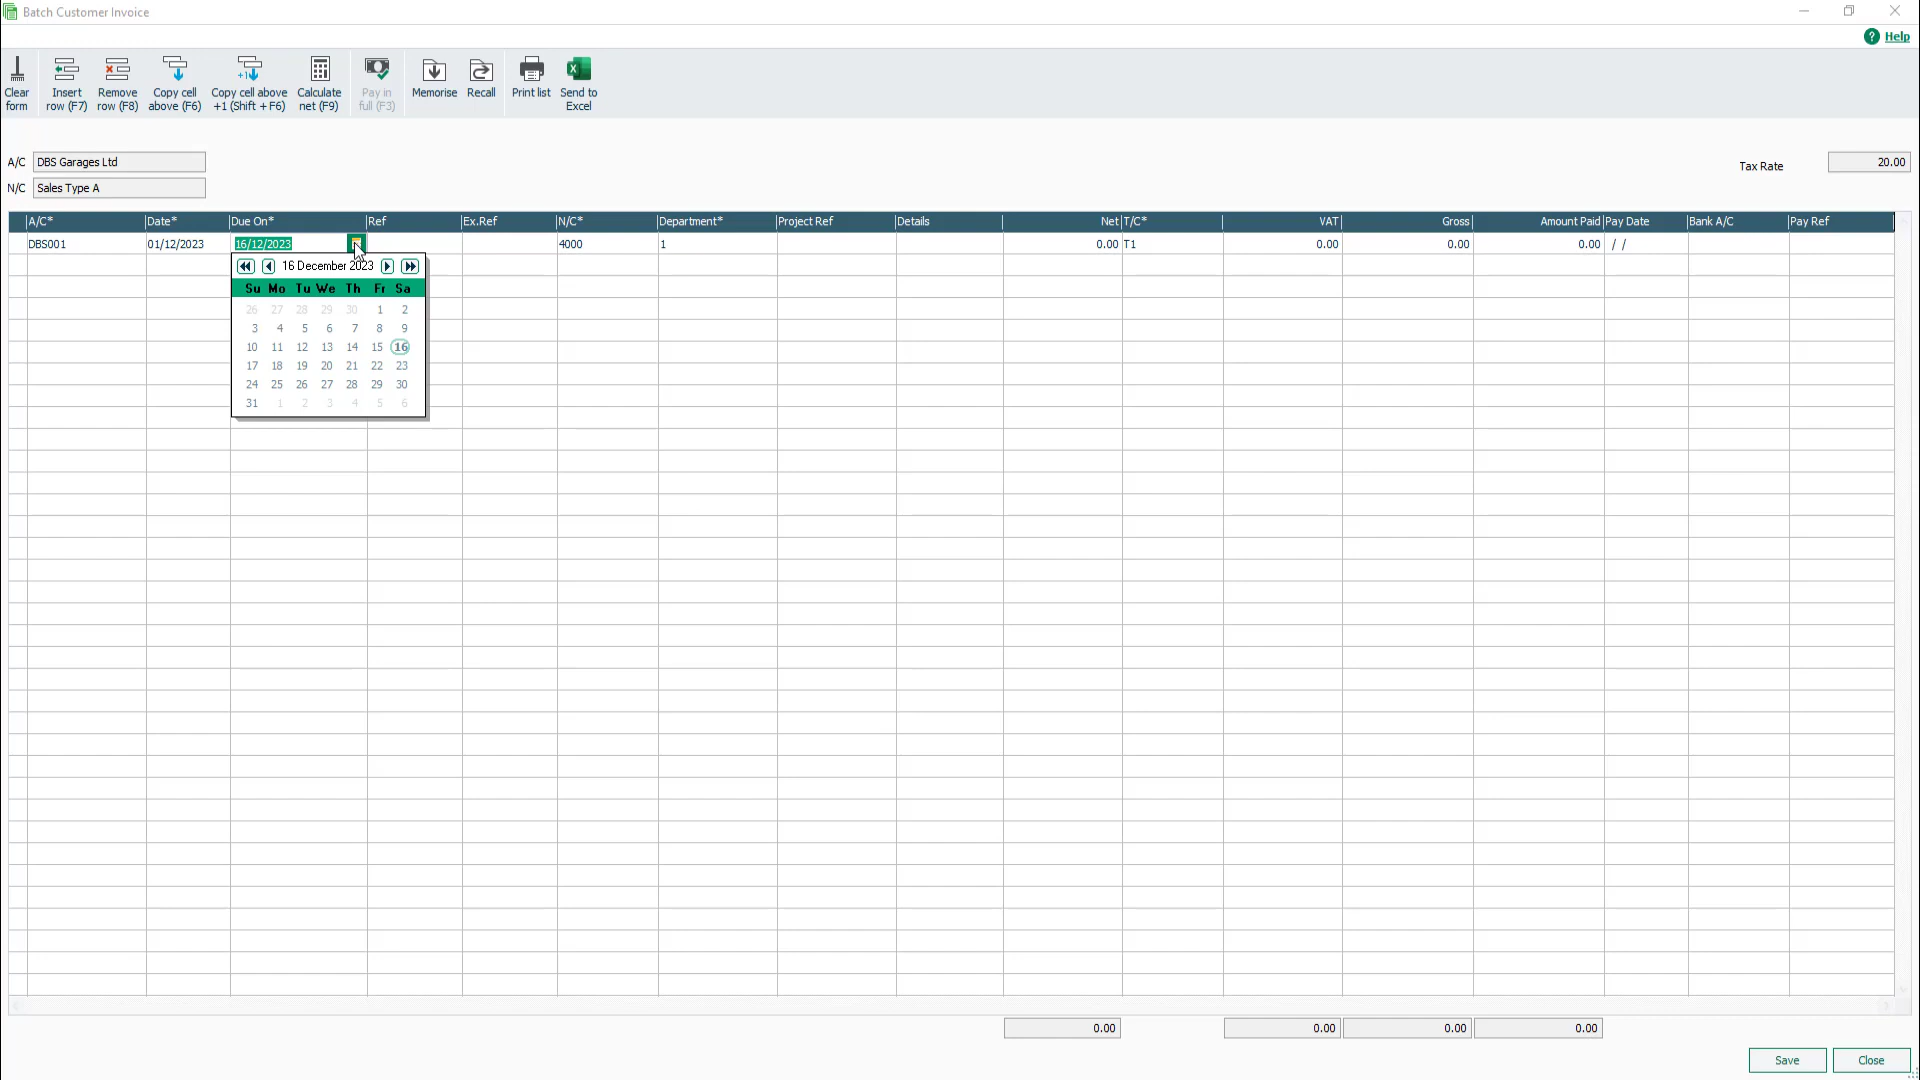 Batch Customer Invoice
? Help
Clear form
Insert row (F7)
Remove row (F8)
Copy cell above (F6)
Copy cell above +1 (Shift + F6)
Calculate net (F9)
Pay in full (F3)
Memorise
Recall
Print list
Send to Excel
A/C DBS Garages Ltd
Tax Rate 20.00
N/C Sales Type A
A/C* Date* Due On* Ref Ex.Ref N/C* Department* Project Ref Details Net T/C* VAT Gross Amount Paid Pay Date Bank A/C Pay Ref
DBS001 01/12/2023 16/12/2023 4000 1 0.00 T1 0.00 0.00 0.00 / /
16 December 2023
Su Mo Tu We Th Fr Sa
26 27 28 29 30 1 2
3 4 5 6 7 8 9
10 11 12 13 14 15 16
17 18 19 20 21 22 23
24 25 26 27 28 29 30
31 1 2 3 4 5 6
0.00 0.00 0.00 0.00
Save Close